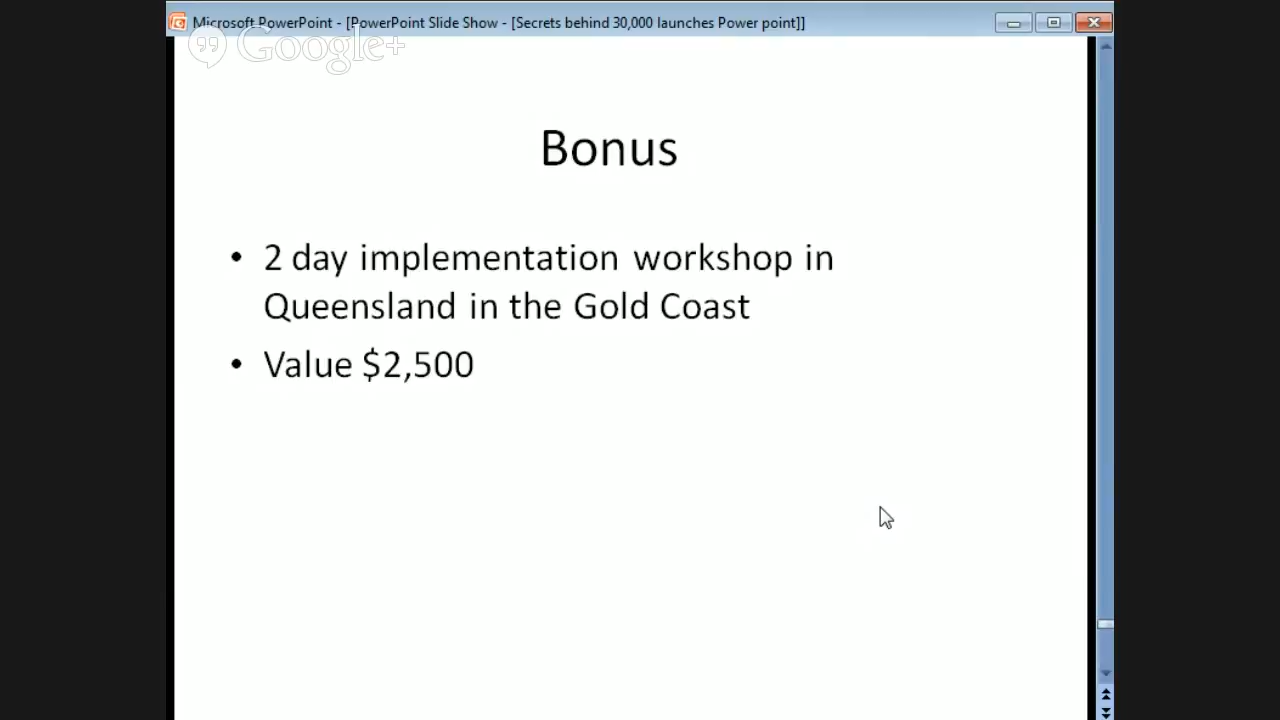 Microsoft PowerPoint - [PowerPoint Slide Show - [Secrets behind 30,000 launches Power point]]
Google+
Bonus
• 2 day implementation workshop in
Queensland in the Gold Coast
• Value $2,500